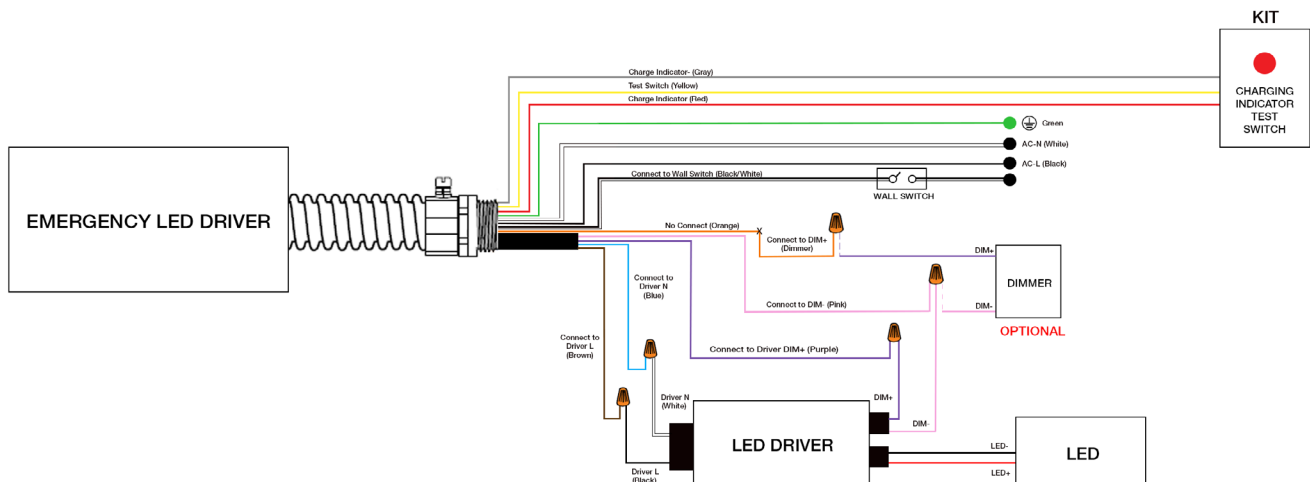 KIT
Charge Indicator- (Gray)
Test Switch (Yellow)
Charge Indicator (Red)
CHARGING
INDICATOR
TEST
SWITCH
Green
AC-N (White)
AC-L (Black)
Connect to Wall Switch (Black/White)
WALL SWITCH
EMERGENCY LED DRIVER
No Connect (Orange)
X
Connect to DIM+
(Dimmer)
DIM+
DIMMER
Connect to
Driver N
(Blue)
Connect to DIM- (Pink)
DIM-
OPTIONAL
Connect to
Driver L
(Brown)
Connect to Driver DIM+ (Purple)
Driver N
(White)
DIM+
DIM-
LED DRIVER
LED-
LED+
LED
Driver L
(Black)